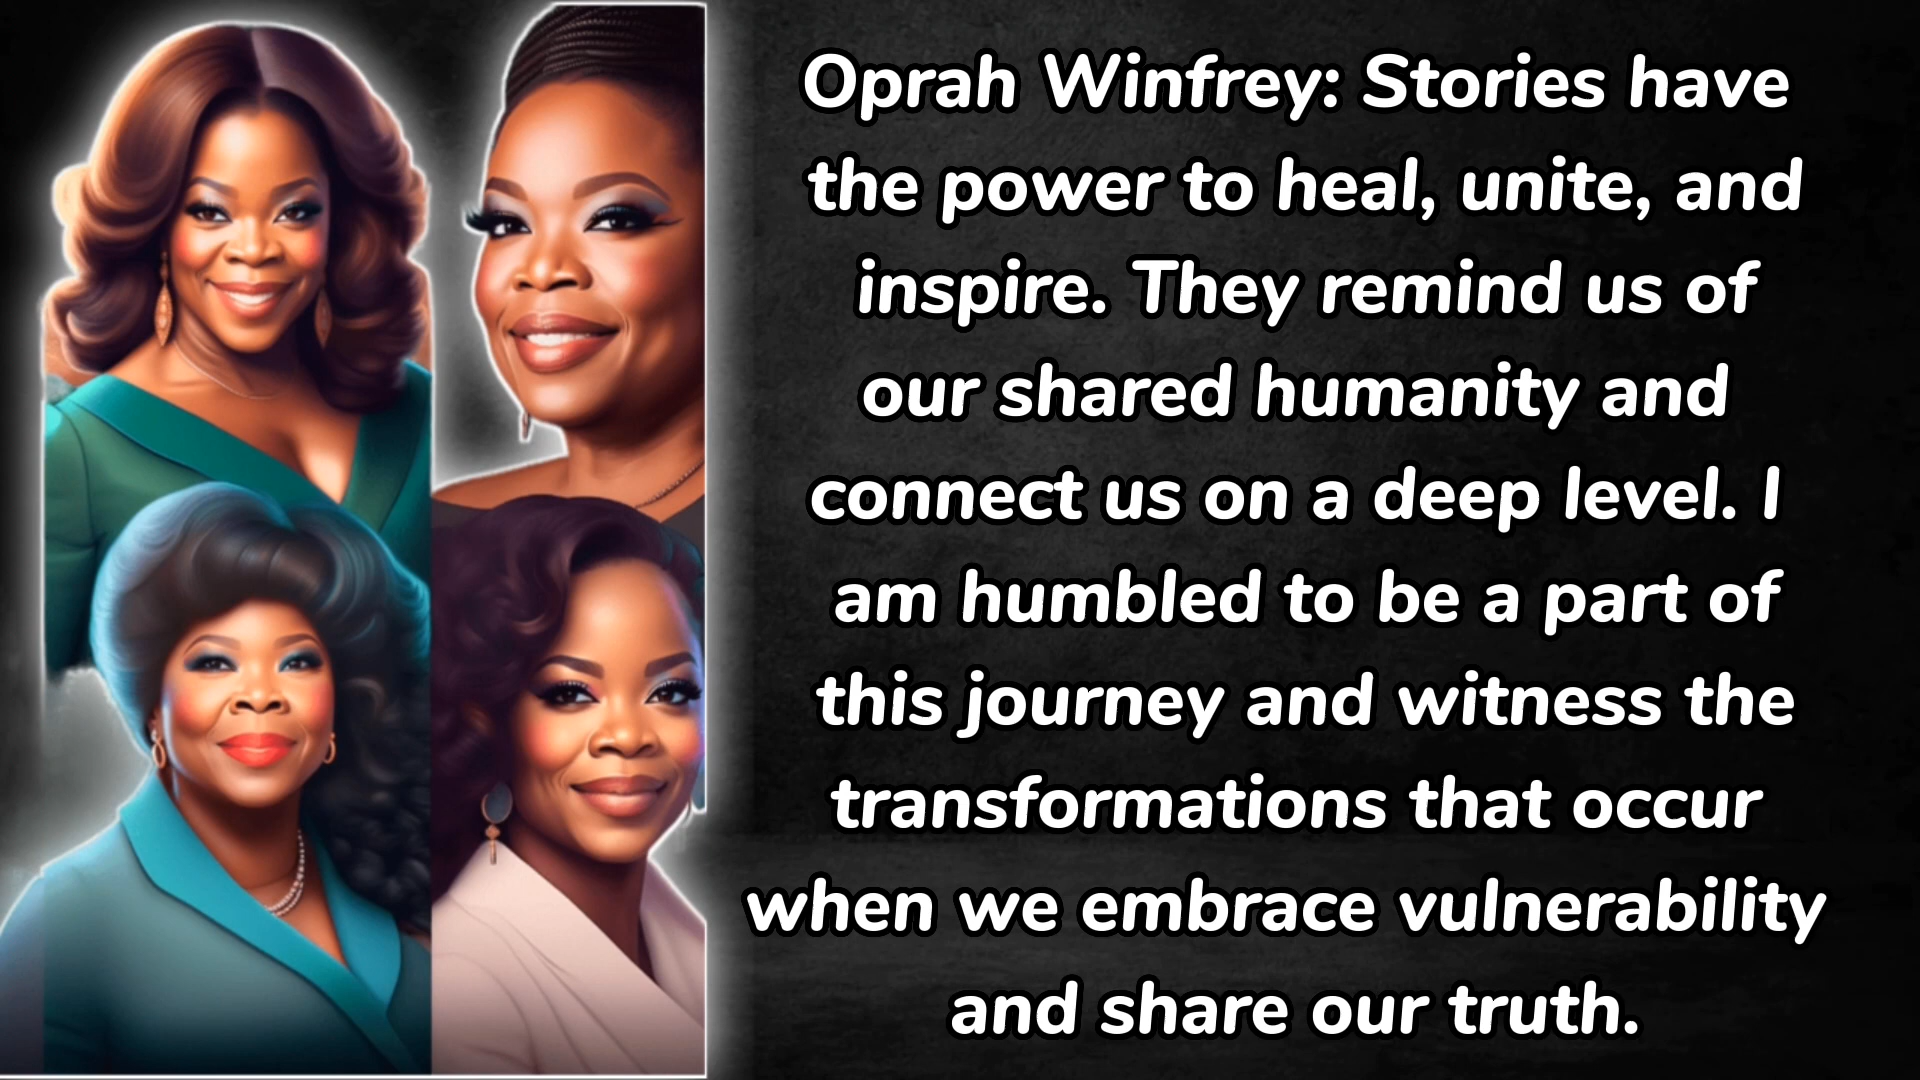 Oprah Winfrey: Stories have
the power to heal, unite, and
inspire. They remind us of
our shared humanity and
connect us on a deep level. I
am humbled to be a part of
this journey and witness the
transformations that occur
when we embrace vulnerability
and share our truth.